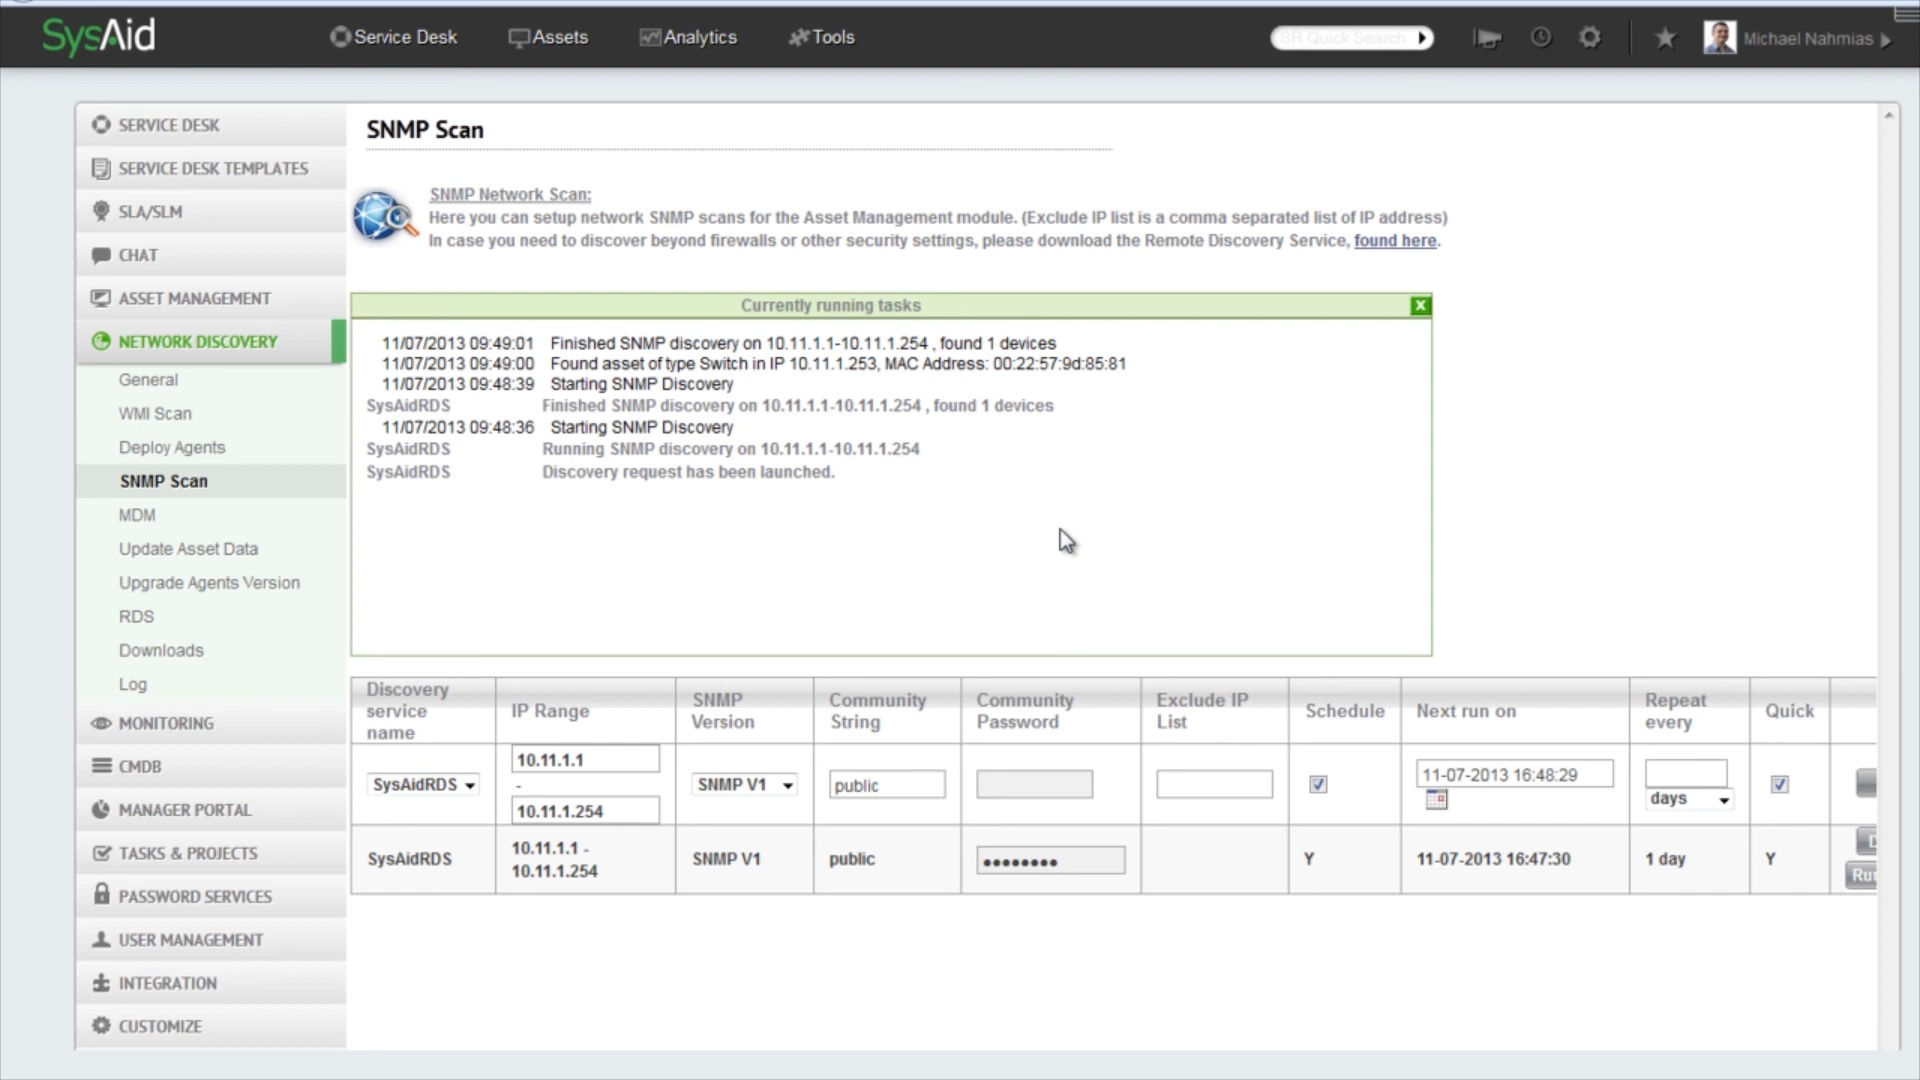 SysAid
Service Desk
Assets
Analytics
Tools
SR Quick Search
Michael Nahmias
SERVICE DESK
SERVICE DESK TEMPLATES
SLA/SLM
CHAT
ASSET MANAGEMENT
NETWORK DISCOVERY
General
WMI Scan
Deploy Agents
SNMP Scan
MDM
Update Asset Data
Upgrade Agents Version
RDS
Downloads
Log
MONITORING
CMDB
MANAGER PORTAL
TASKS & PROJECTS
PASSWORD SERVICES
USER MANAGEMENT
INTEGRATION
CUSTOMIZE
SNMP Scan
SNMP Network Scan:
Here you can setup network SNMP scans for the Asset Management module. (Exclude IP list is a comma separated list of IP address)
In case you need to discover beyond firewalls or other security settings, please download the Remote Discovery Service, found here.
Currently running tasks
11/07/2013 09:49:01 Finished SNMP discovery on 10.11.1.1-10.11.1.254 , found 1 devices
11/07/2013 09:49:00 Found asset of type Switch in IP 10.11.1.253, MAC Address: 00:22:57:9d:85:81
11/07/2013 09:48:39 Starting SNMP Discovery
SysAidRDS Finished SNMP discovery on 10.11.1.1-10.11.1.254 , found 1 devices
11/07/2013 09:48:36 Starting SNMP Discovery
SysAidRDS Running SNMP discovery on 10.11.1.1-10.11.1.254
SysAidRDS Discovery request has been launched.
Discovery service name
IP Range
SNMP Version
Community String
Community Password
Exclude IP List
Schedule
Next run on
Repeat every
Quick
SysAidRDS
10.11.1.1
-
10.11.1.254
SNMP V1
public
11-07-2013 16:48:29
days
SysAidRDS
10.11.1.1 -
10.11.1.254
SNMP V1
public
••••••••
Y
11-07-2013 16:47:30
1 day
Y